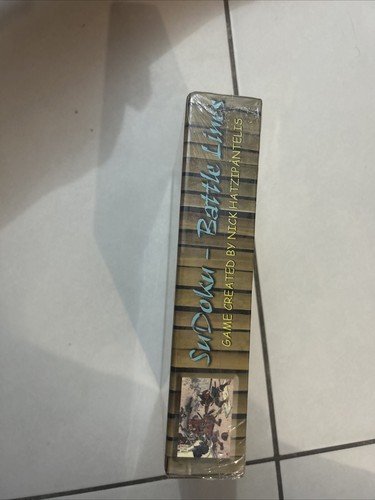 SuDoku - Battle Lines
GAME CREATED BY NICK HATZIPANTELIS